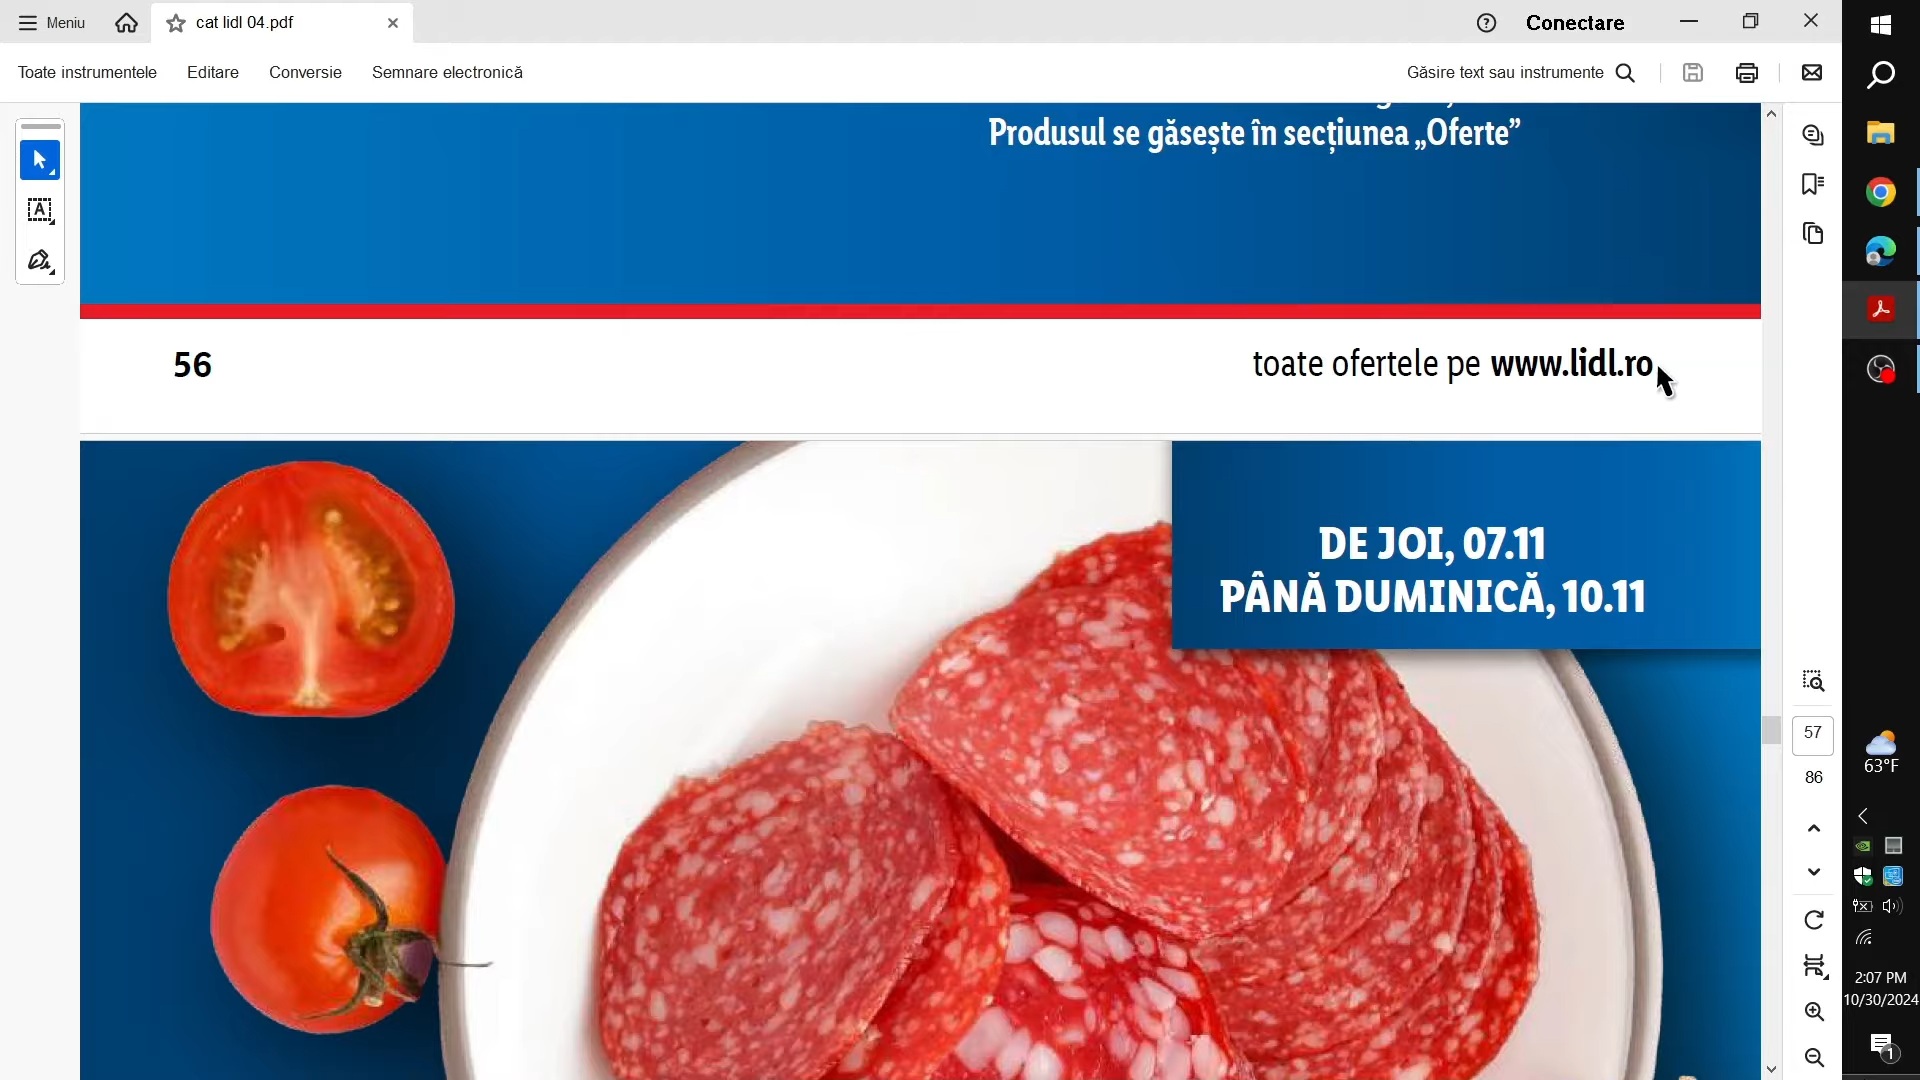 Meniu
cat lidl 04.pdf
Conectare
Toate instrumentele
Editare
Conversie
Semnare electronică
Găsire text sau instrumente
Produsul se găsește în secțiunea „Oferte”
56
toate ofertele pe www.lidl.ro
DE JOI, 07.11
PÂNĂ DUMINICĂ, 10.11
57
86
63°F
2:07 PM
10/30/2024
1